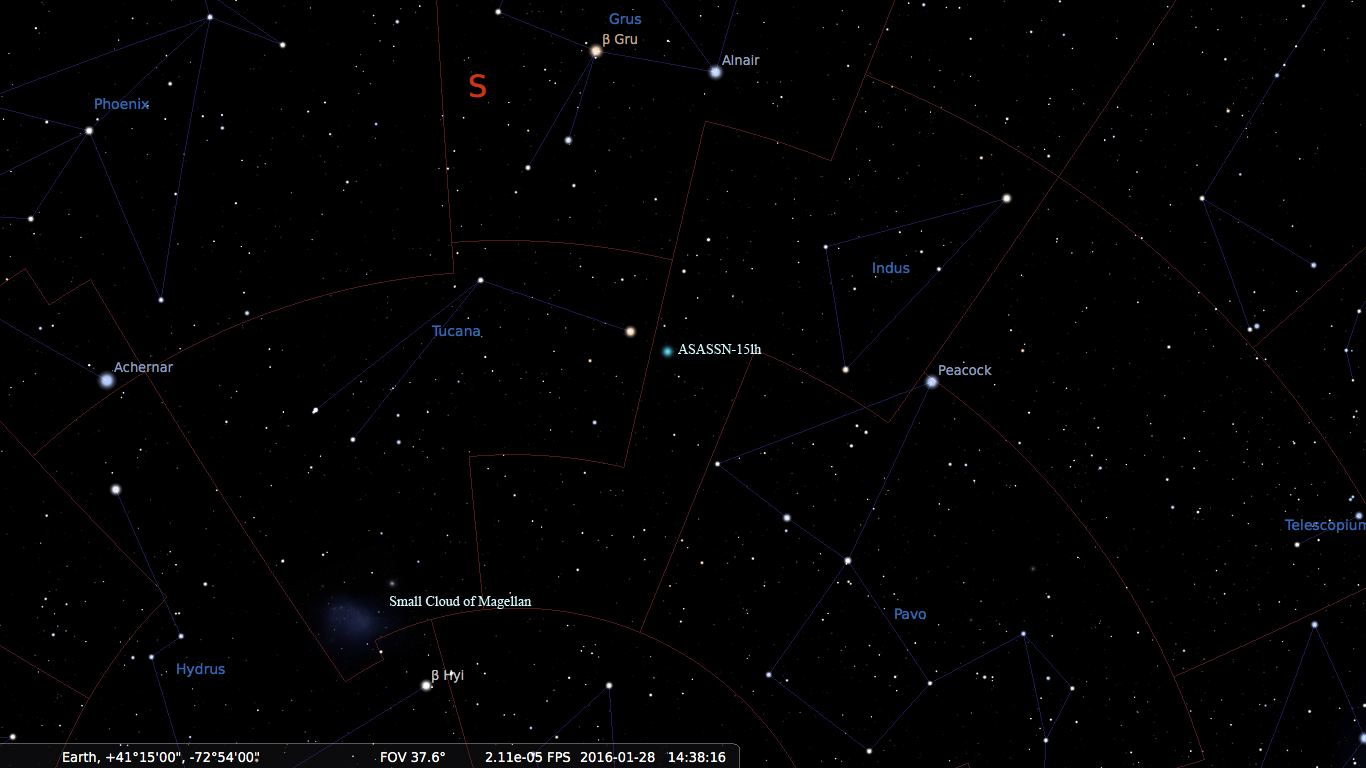 Grus
β Gru
Alnair
S
Phoenix
Indus
Tucana
ASASSN-15lh
Achernar
Peacock
Telescopium
Small Cloud of Magellan
Pavo
Hydrus
β Hyi
Earth, +41°15'00", -72°54'00" FOV 37.6° 2.11e-05 FPS 2016-01-28 14:38:16